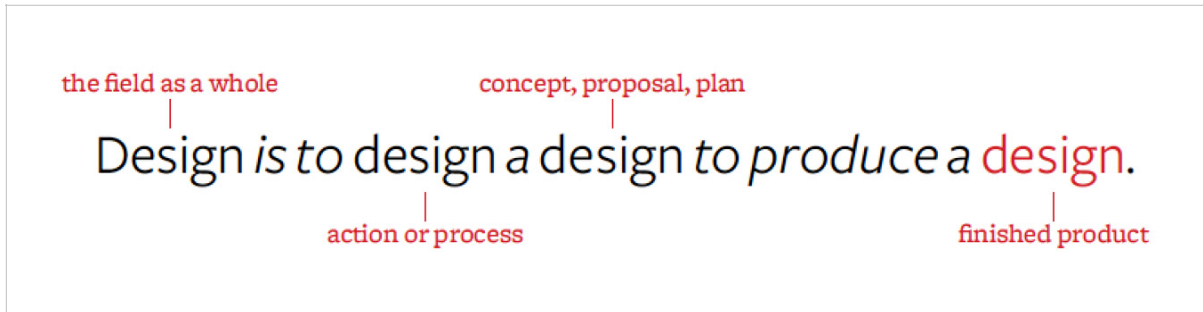 the field as a whole concept, proposal, plan
Design is to design a design to produce a design.
action or process finished product